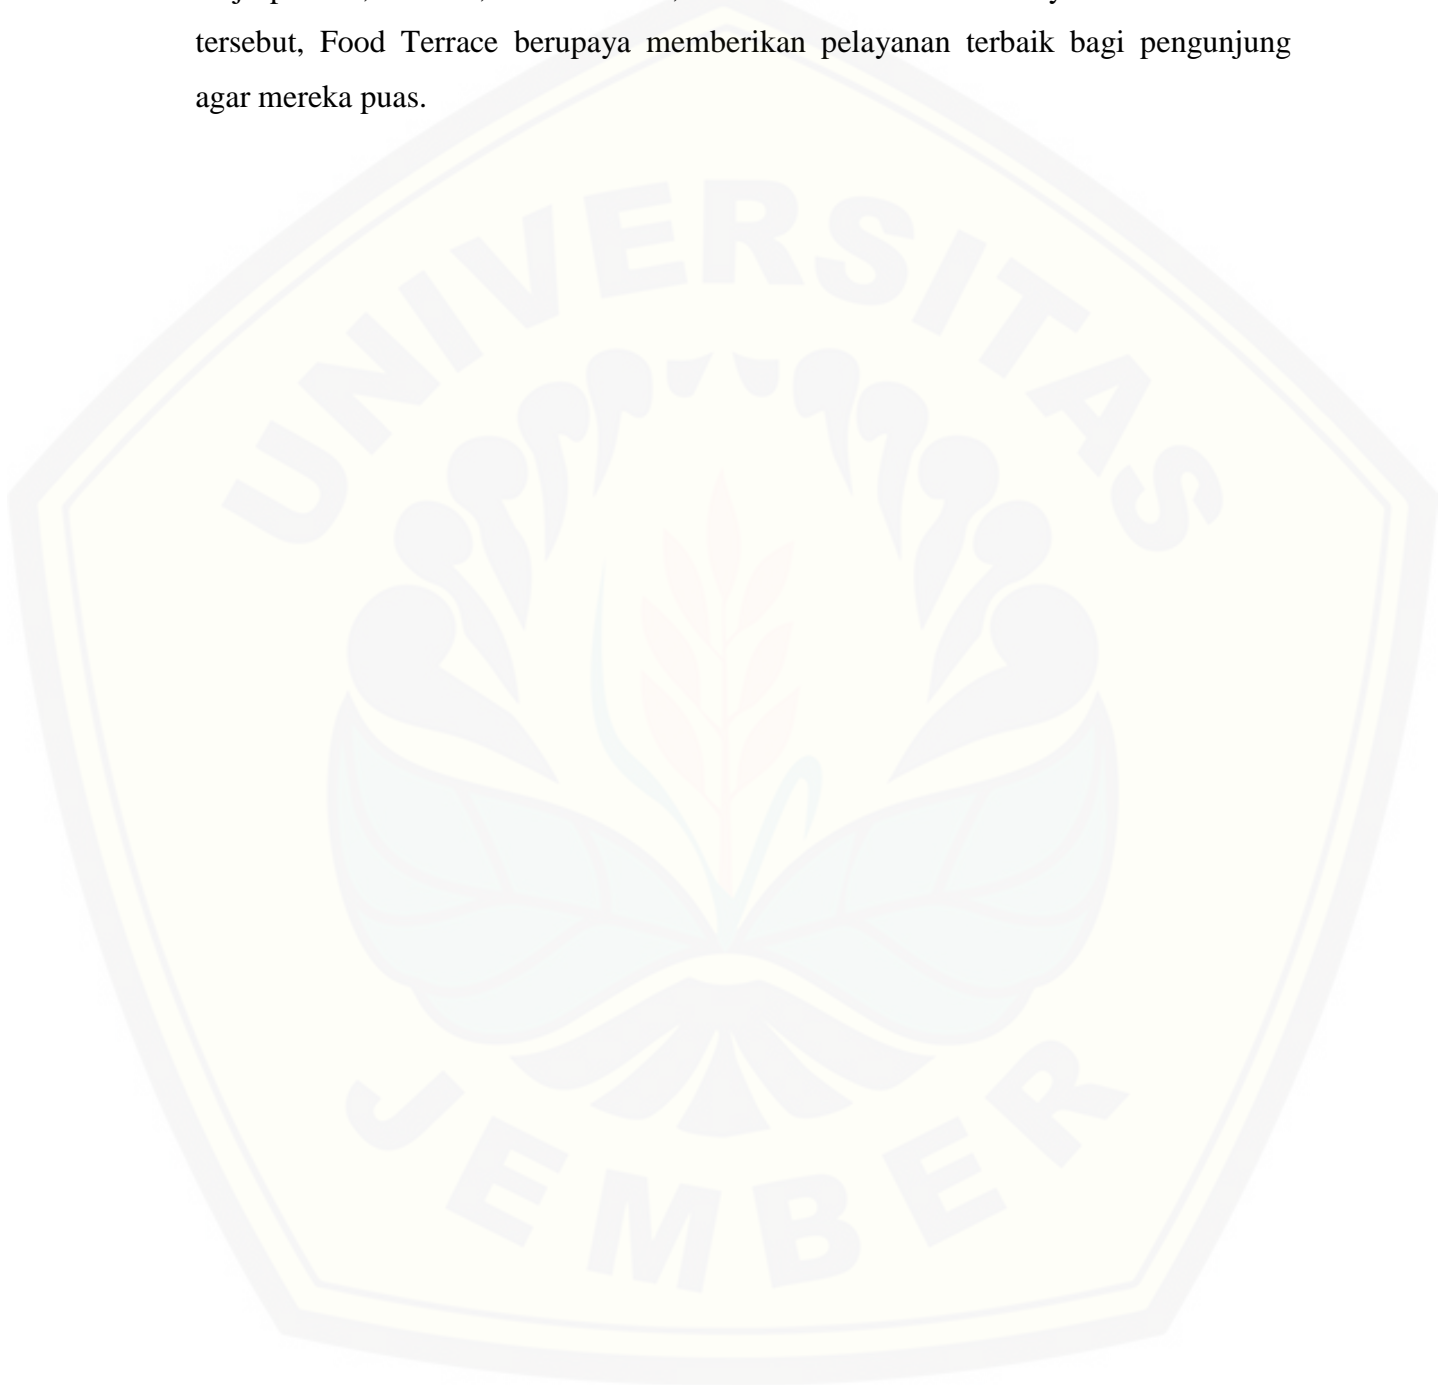 tersebut, Food Terrace berupaya memberikan pelayanan terbaik bagi pengunjung
agar mereka puas.
UNIVERSITAS
JEMBER